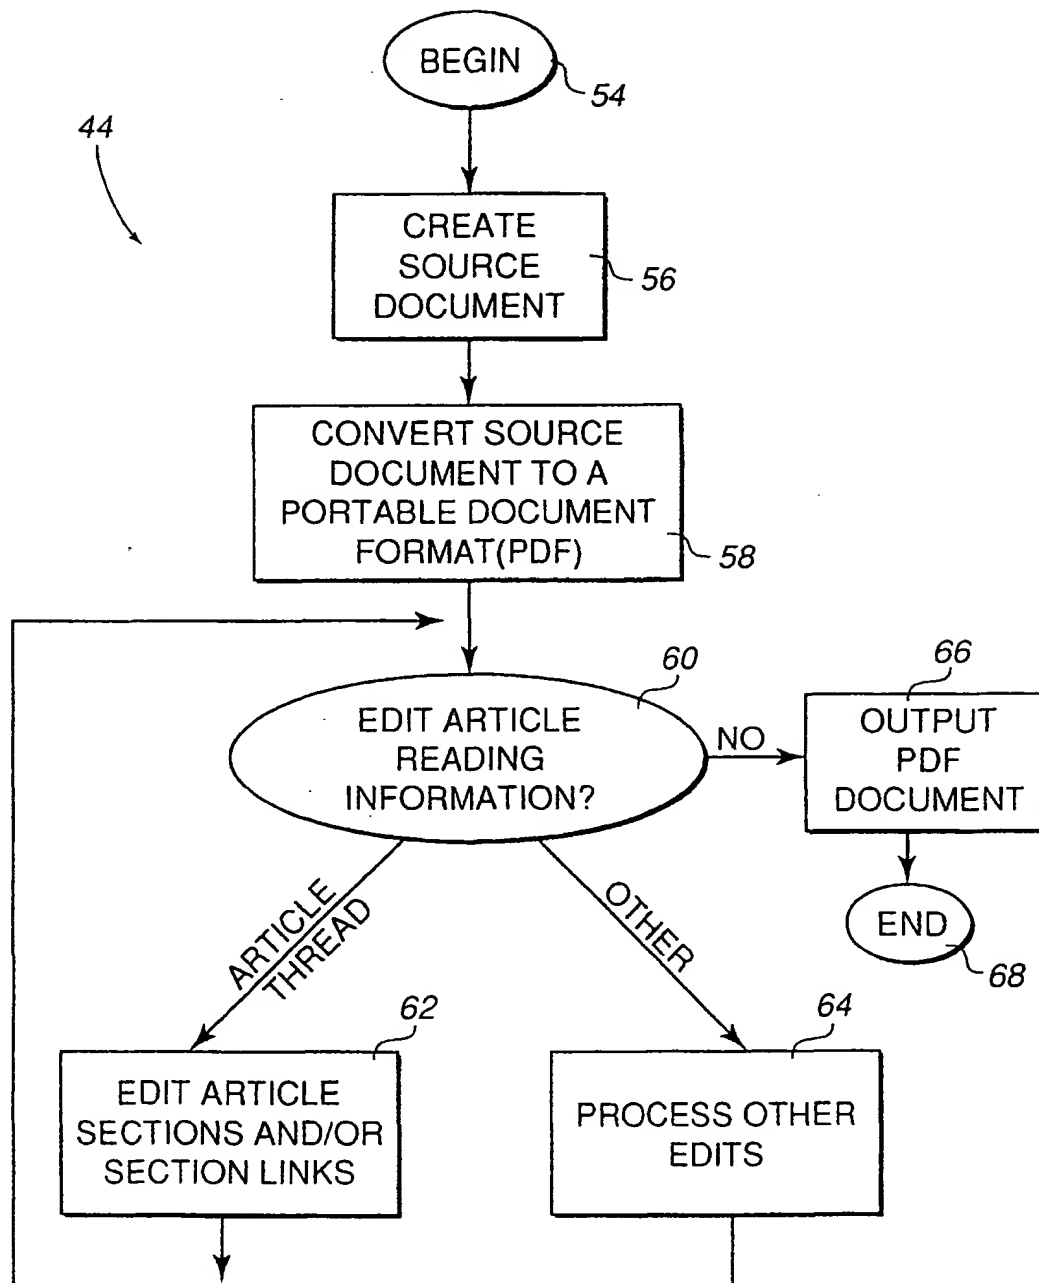 BEGIN
54
44
CREATE
SOURCE
DOCUMENT
56
CONVERT SOURCE
DOCUMENT TO A
PORTABLE DOCUMENT
FORMAT(PDF)
58
60
EDIT ARTICLE
READING
INFORMATION?
NO
66
OUTPUT
PDF
DOCUMENT
END
68
ARTICLE
THREAD
OTHER
62
EDIT ARTICLE
SECTIONS AND/OR
SECTION LINKS
64
PROCESS OTHER
EDITS